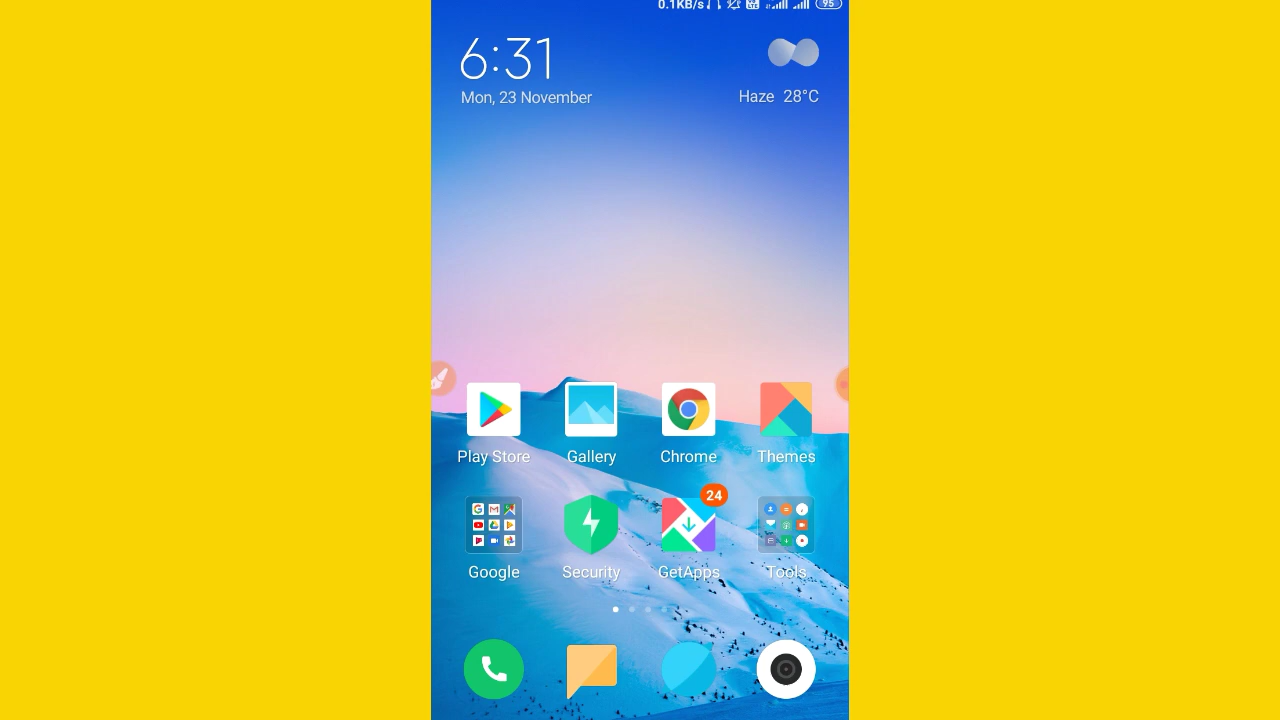 0.1KB/s 95
6:31
Mon, 23 November
Haze 28°C
Play Store Gallery Chrome Themes
24
Google Security GetApps Tools